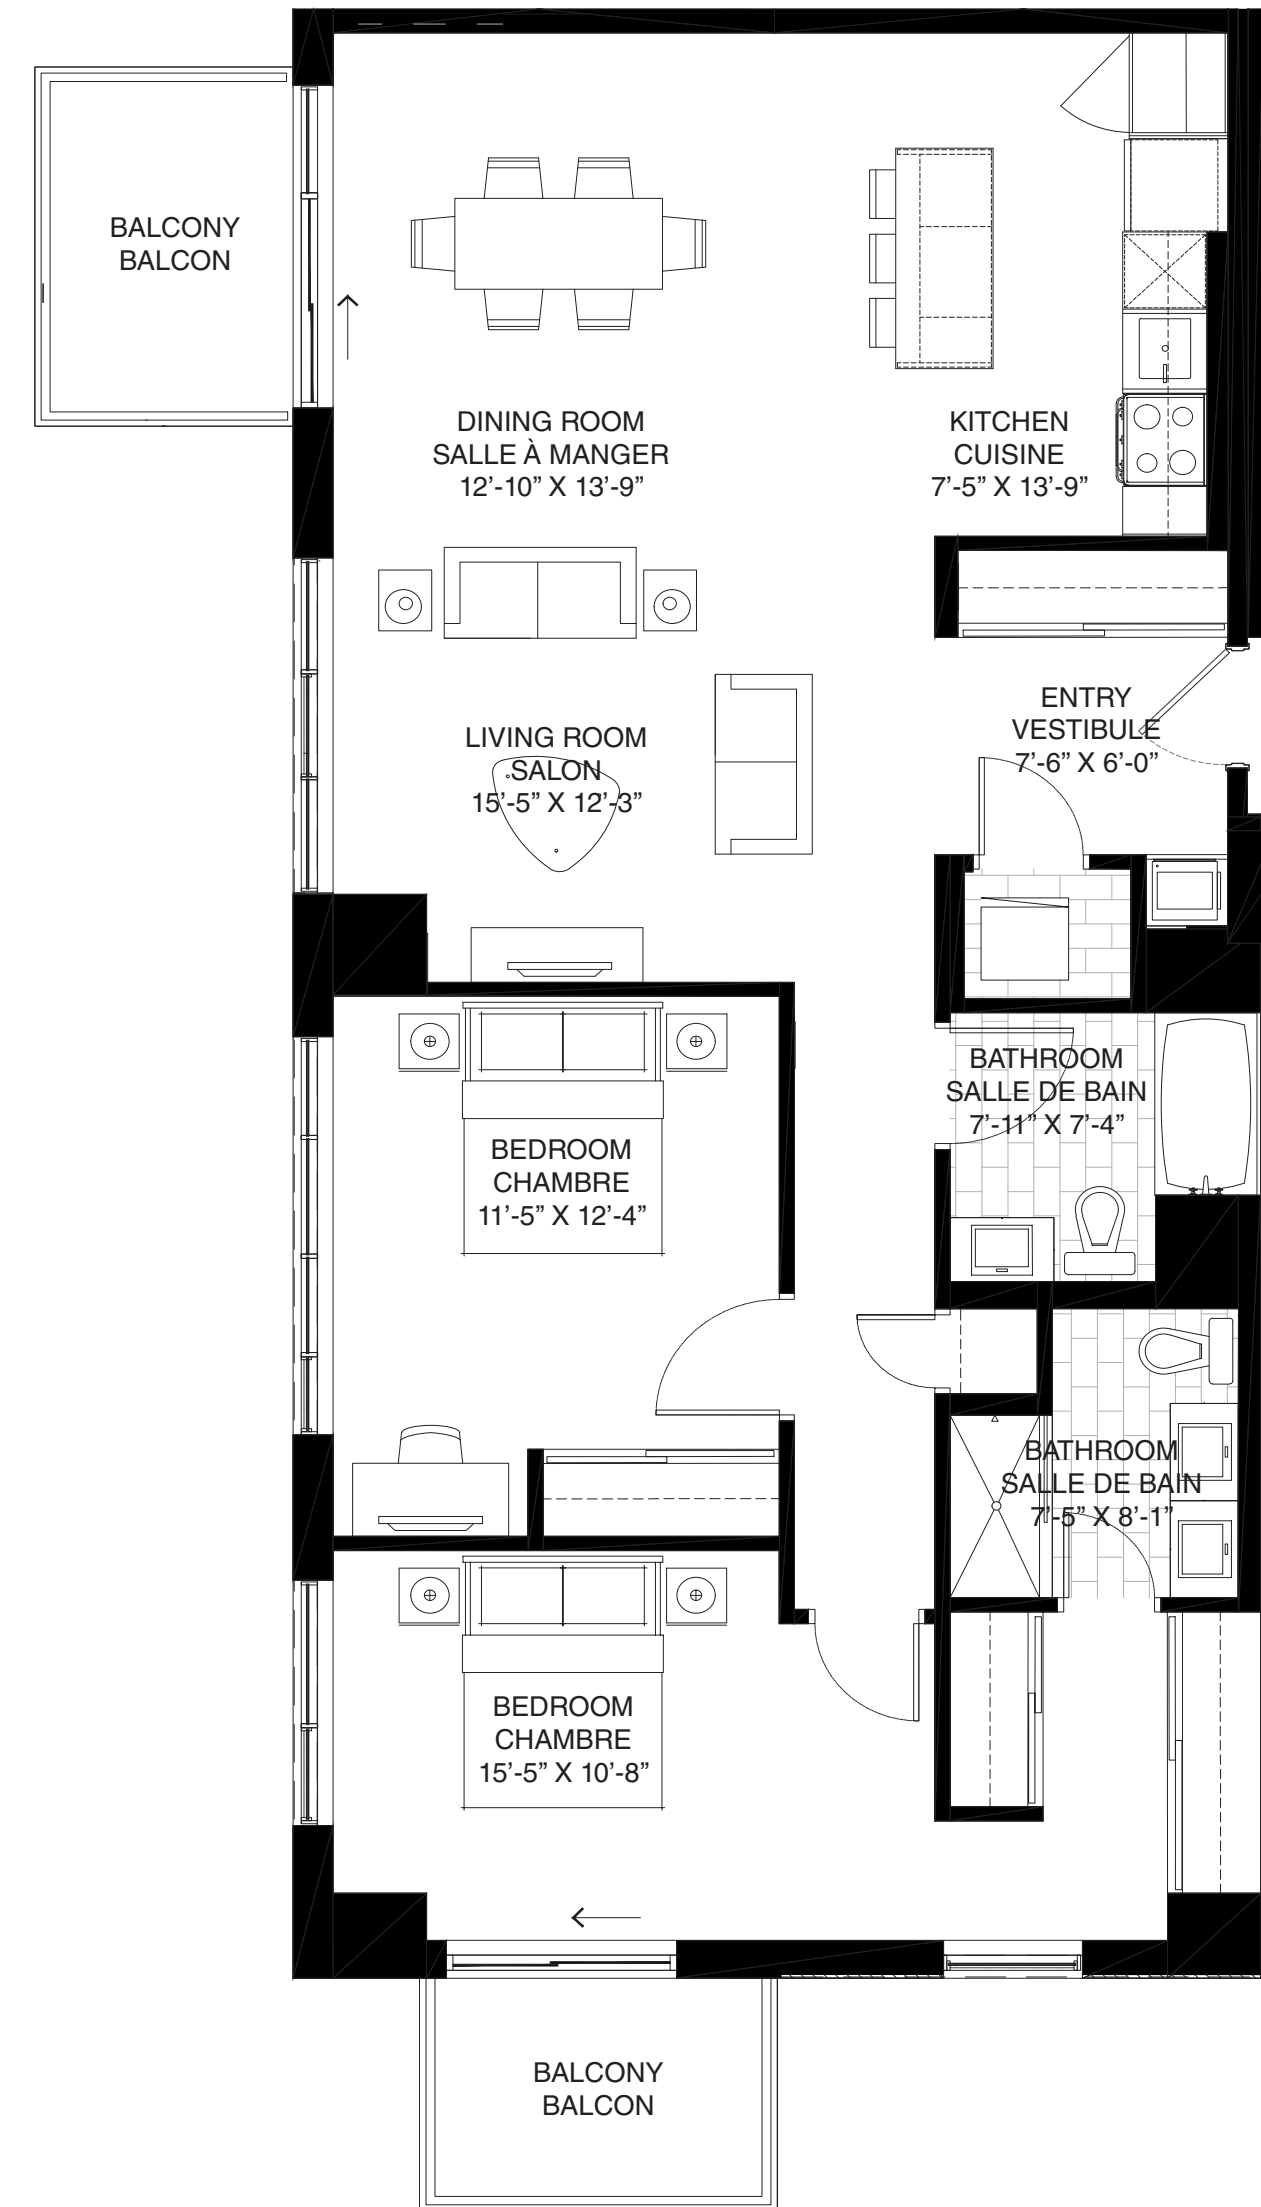 BALCONY
BALCON
DINING ROOM
SALLE À MANGER
12’-10” X 13’-9”
KITCHEN
CUISINE
7’-5” X 13’-9”
ENTRY
VESTIBULE
7’-6” X 6’-0”
LIVING ROOM
SALON
15’-5” X 12’-3”
BATHROOM
SALLE DE BAIN
7’-11” X 7’-4”
BEDROOM
CHAMBRE
11’-5” X 12’-4”
BATHROOM
SALLE DE BAIN
7’-5” X 8’-1”
BEDROOM
CHAMBRE
15’-5” X 10’-8”
BALCONY
BALCON